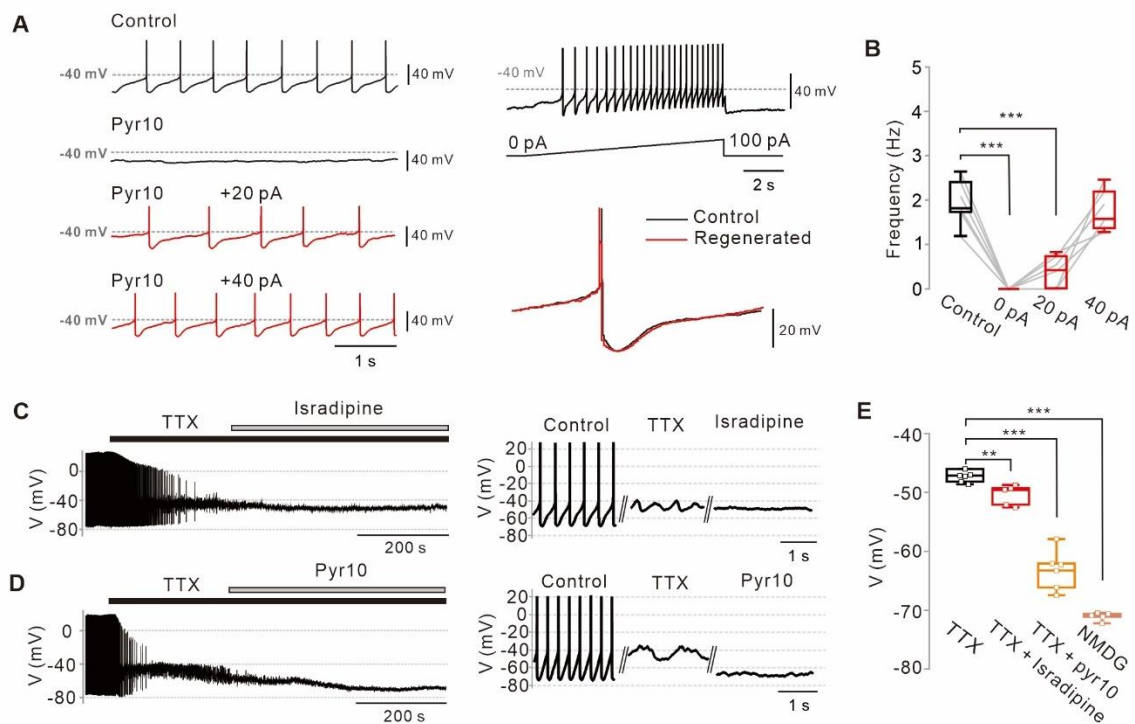 A
Control
-40 mV
40 mV
Pyr10
-40 mV
40 mV
Pyr10 +20 pA
-40 mV
40 mV
Pyr10 +40 pA
-40 mV
40 mV
1 s
-40 mV
40 mV
0 pA
100 pA
2 s
Control
Regenerated
20 mV
B
Frequency (Hz)
5
4
3
2
1
0
***
***
Control
0 pA
20 pA
40 pA
C
TTX
Isradipine
V (mV)
0
-40
-80
200 s
Control TTX Isradipine
V (mV)
20
0
-20
-40
-60
-80
1 s
D
TTX
Pyr10
V (mV)
0
-40
-80
200 s
Control TTX Pyr10
V (mV)
20
0
-20
-40
-60
-80
1 s
E
V (mV)
-40
-50
-60
-70
-80
***
***
**
TTX
TTX + Isradipine
TTX + pyr10
NMDG